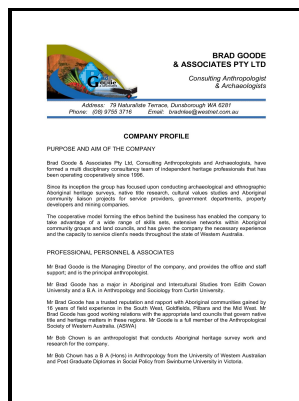 BRAD GOODE
& ASSOCIATES PTY LTD
Consulting Anthropologist
& Archaeologists
Address: 79 Naturaliste Terrace, Dunsborough WA 6281
Phone: (08) 9755 3716 Email: bradnlee@westnet.com.au
COMPANY PROFILE
PURPOSE AND AIM OF THE COMPANY
Brad Goode & Associates Pty Ltd, Consulting Anthropologists and Archaeologists, have
formed a multi disciplinary consultancy team of independent heritage professionals that has
been operating cooperatively since 1996.
Since its inception the group has focused upon conducting archaeological and ethnographic
Aboriginal heritage surveys, native title research, cultural values studies and Aboriginal
community liaison projects for service providers, government departments, property
developers and mining companies.
The cooperative model forming the ethos behind the business has enabled the company to
take advantage of a wide range of skills sets, extensive networks within Aboriginal
community groups and land councils, and has given the company the necessary experience
and the capacity to service client's needs throughout the state of Western Australia.
PROFESSIONAL PERSONNEL & ASSOCIATES
Mr Brad Goode is the Managing Director of the company, and provides the office and staff
support; and is the principal anthropologist.
Mr Brad Goode has a major in Aboriginal and Intercultural Studies from Edith Cowan
University and a B.A. in Anthropology and Sociology from Curtin University.
Mr Brad Goode has a trusted reputation and rapport with Aboriginal communities gained by
16 years of field experience in the South West, Goldfields, Pilbara and the Mid West. Mr
Brad Goode has good working relations with the appropriate land councils that govern native
title and heritage matters in these regions. Mr Goode is a full member of the Anthropological
Society of Western Australia. (ASWA)
Mr Bob Chown is an anthropologist that conducts Aboriginal heritage survey work and
research for the company.
Mr Bob Chown has a B A (Hons) in Anthropology from the University of Western Australian
and Post Graduate Diplomas in Social Policy from Swinburne University in Victoria.